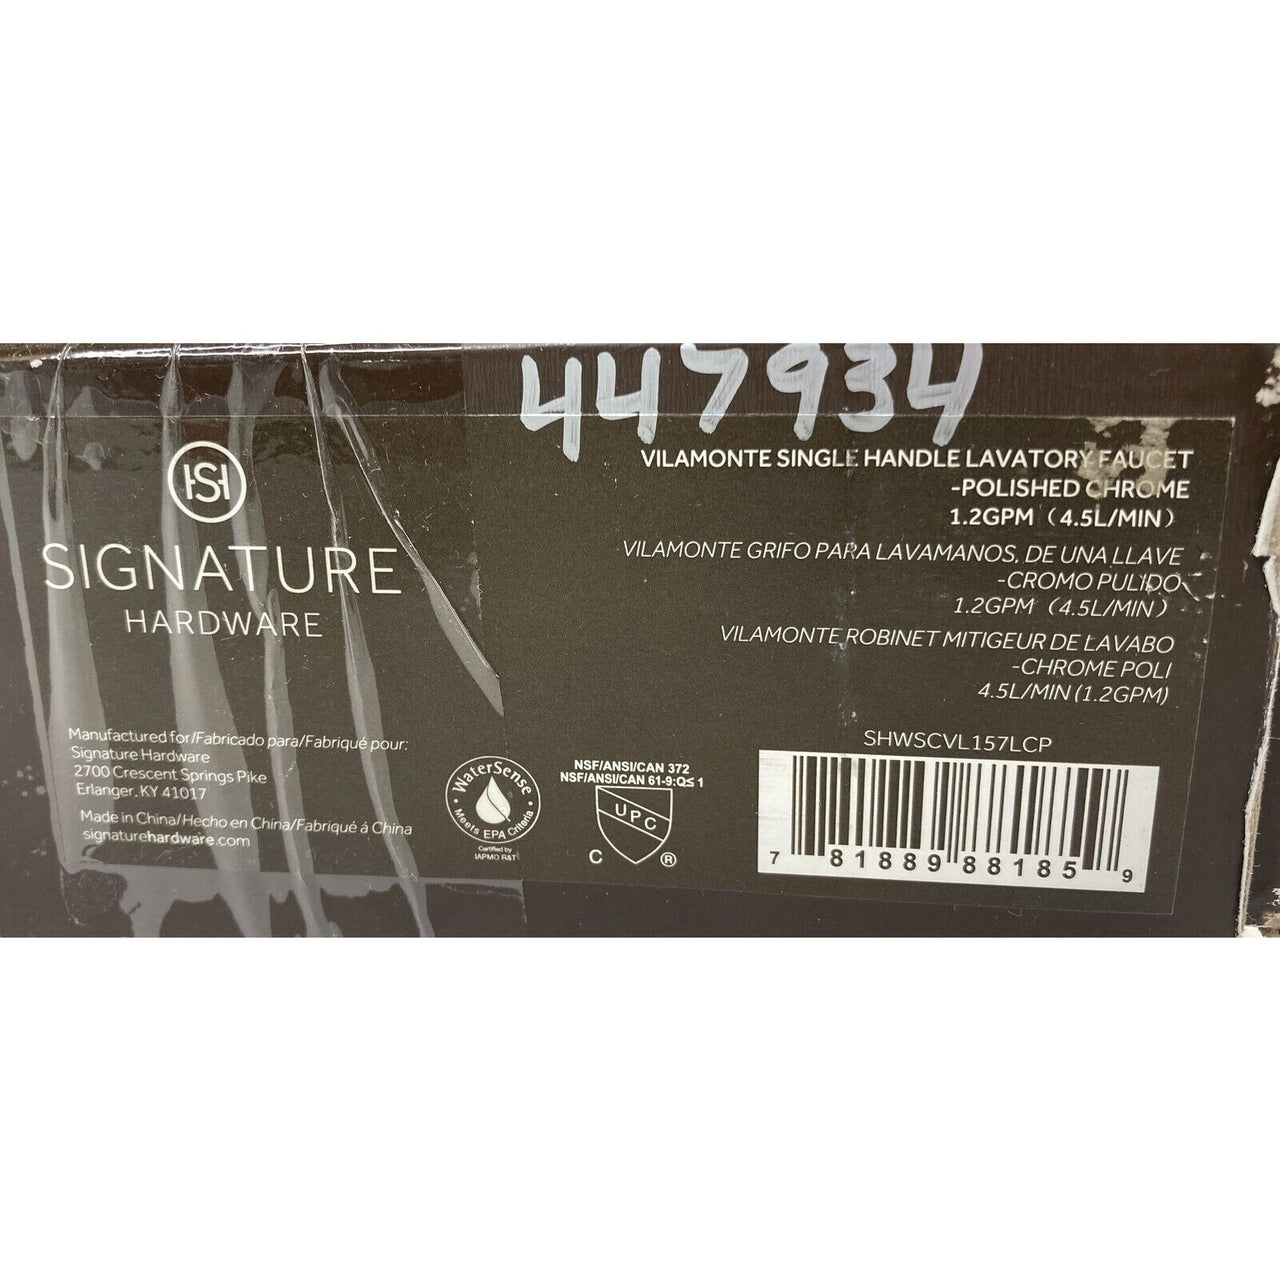 447934
SH
SIGNATURE
HARDWARE
VILAMONTE SINGLE HANDLE LAVATORY FAUCET
-POLISHED CHROME
1.2GPM (4.5L/MIN)
VILAMONTE GRIFO PARA LAVAMANOS, DE UNA LLAVE
-CROMO PULIDO
1.2GPM (4.5L/MIN)
VILAMONTE ROBINET MITIGEUR DE LAVABO
-CHROME POLI
4.5L/MIN (1.2GPM)
Manufactured for/Fabricado para/Fabriqué pour:
Signature Hardware
2700 Crescent Springs Pike
Erlanger, KY 41017
Made in China/Hecho en China/Fabriqué á China
signaturehardware.com
WaterSense
Meets EPA Criteria
Certified by
IAPMO R&T
NSF/ANSI/CAN 372
NSF/ANSI/CAN 61-9:Q≤ 1
UPC
C ®
SHWSCVL157LCP
7 81889 88185 9